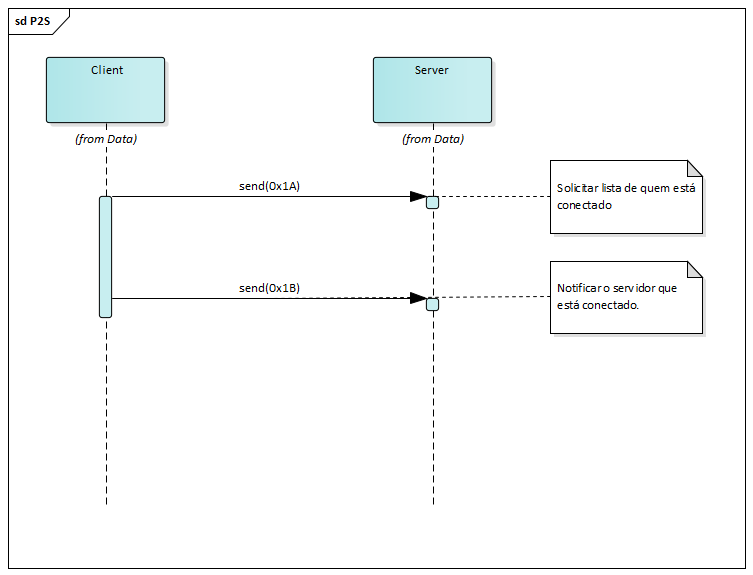 sd P2S
Client
Server
(from Data)
(from Data)
send(0x1A)
Solicitar lista de quem está
conectado
send(0x1B)
Notificar o servidor que
está conectado.